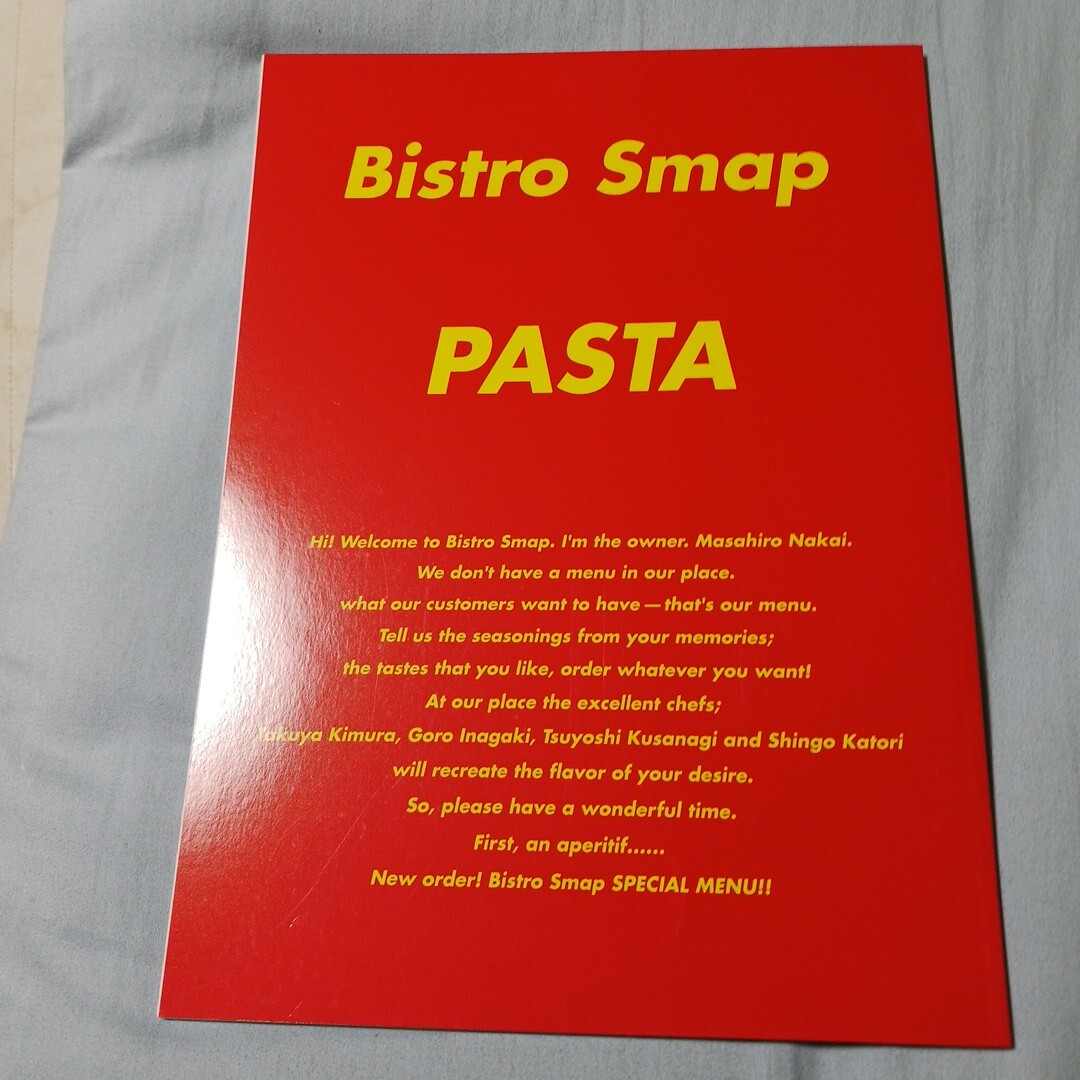 Bistro Smap
PASTA
Hi! Welcome to Bistro Smap. I'm the owner. Masahiro Nakai.
We don't have a menu in our place.
what our customers want to have—that's our menu.
Tell us the seasonings from your memories;
the tastes that you like, order whatever you want!
At our place the excellent chefs;
Takuya Kimura, Goro Inagaki, Tsuyoshi Kusanagi and Shingo Katori
will recreate the flavor of your desire.
So, please have a wonderful time.
First, an aperitif......
New order! Bistro Smap SPECIAL MENU!!